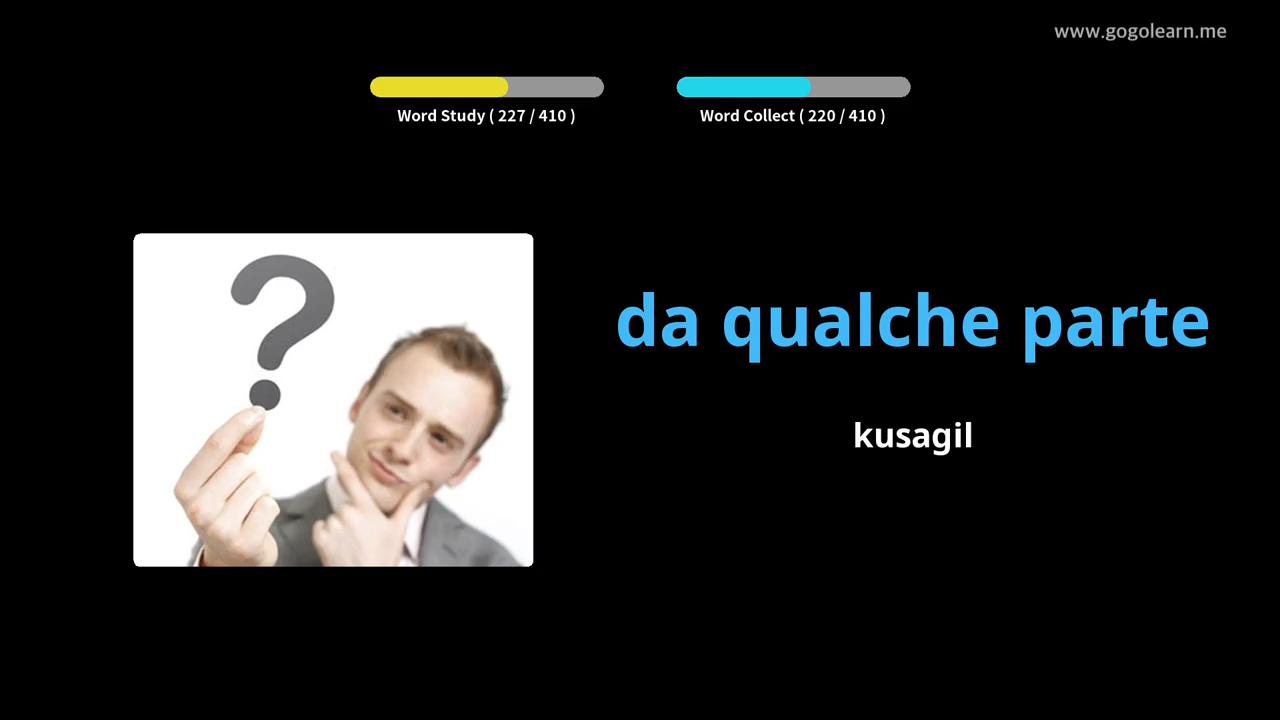 www.gogolearn.me
Word Study ( 227 / 410 )
Word Collect ( 220 / 410 )
da qualche parte
kusagil